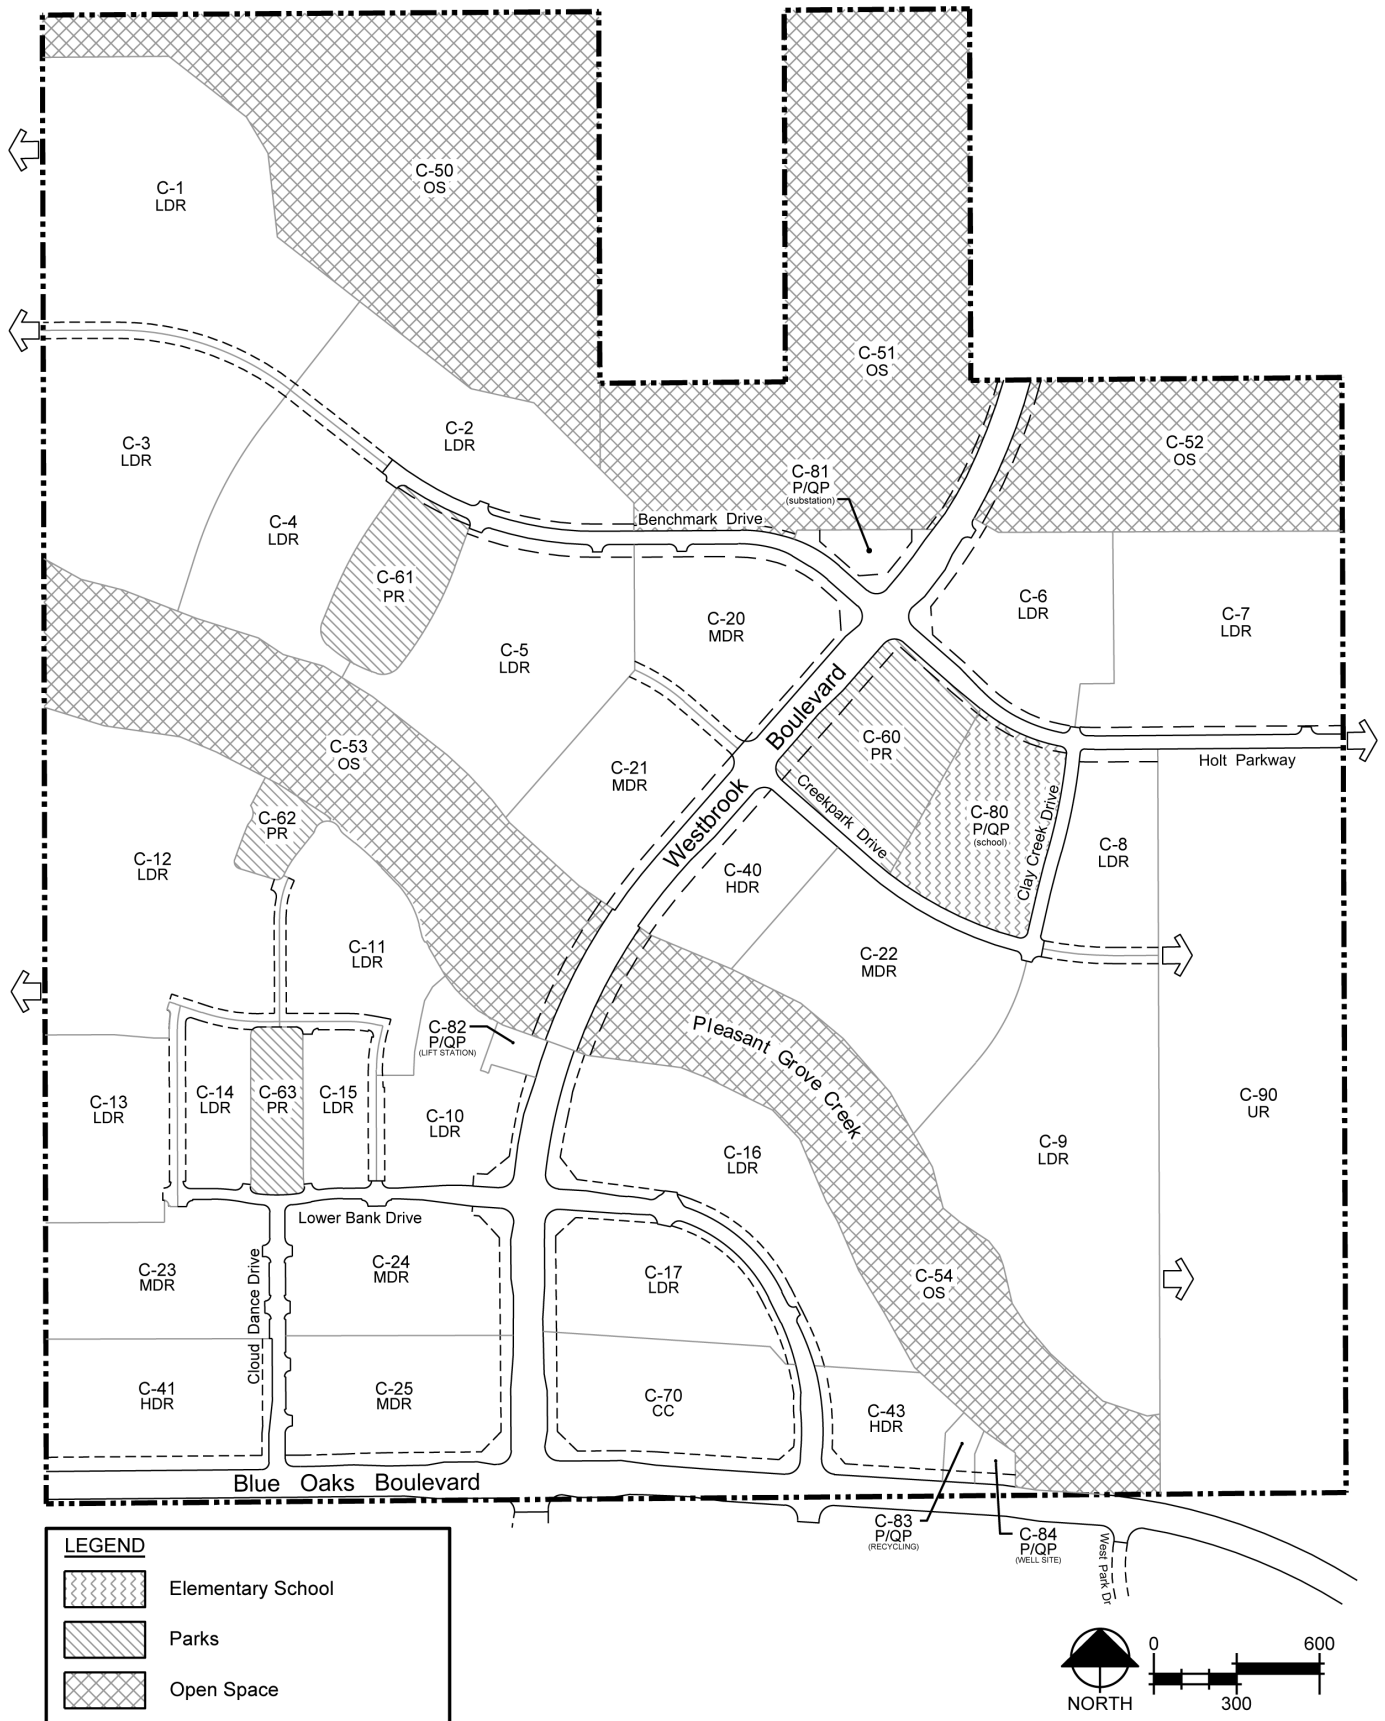 C-50
OS
C-1
LDR
C-51
OS
C-2
LDR
C-3
LDR
C-52
OS
C-81
P/QP
(substation)
Benchmark Drive
C-4
LDR
C-61
PR
C-6
LDR
C-7
LDR
C-20
MDR
C-5
LDR
Westbrook Boulevard
C-60
PR
C-53
OS
Holt Parkway
C-21
MDR
Creekpark Drive
C-80
P/QP
(school)
Clay Creek Drive
C-62
PR
C-8
LDR
C-12
LDR
C-40
HDR
C-11
LDR
C-22
MDR
C-82
P/QP
(LIFT STATION)
Pleasant Grove Creek
C-13
LDR
C-14
LDR
C-63
PR
C-15
LDR
C-10
LDR
C-90
UR
C-16
LDR
C-9
LDR
Lower Bank Drive
C-23
MDR
Cloud Dance Drive
C-24
MDR
C-17
LDR
C-54
OS
C-41
HDR
C-25
MDR
C-70
CC
C-43
HDR
Blue Oaks Boulevard
C-83
P/QP
(RECYCLING)
C-84
P/QP
(WELL SITE)
West Park Dr
LEGEND
Elementary School
Parks
Open Space
NORTH
0
600
300